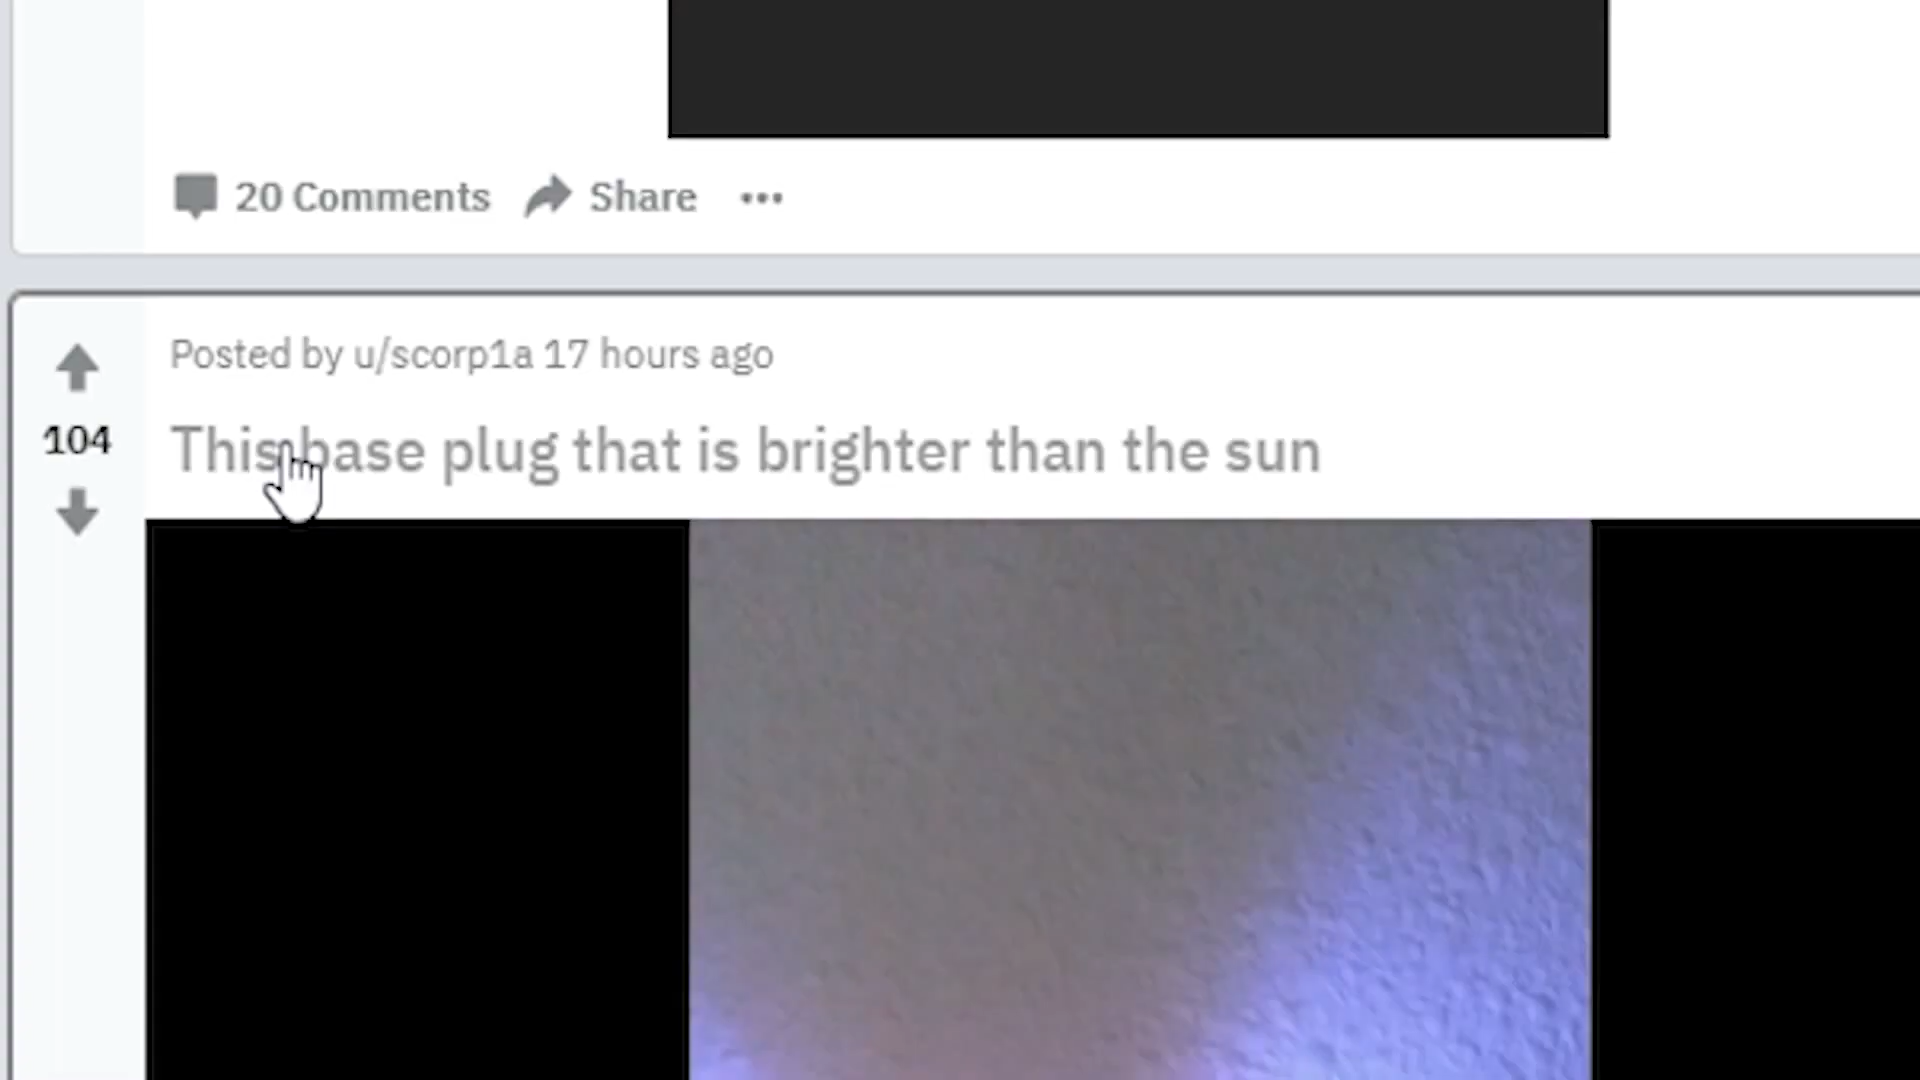 20 Comments Share
Posted by u/scorp1a 17 hours ago
104
This base plug that is brighter than the sun